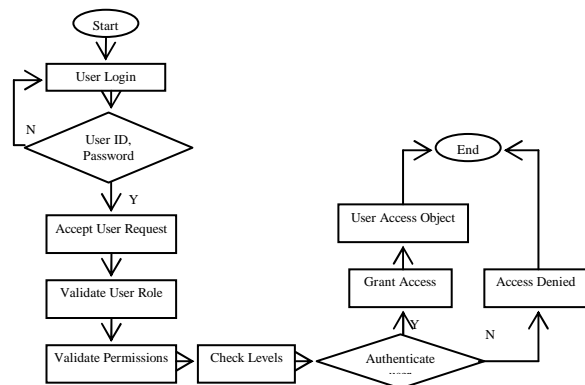 Start
User Login
N
User ID,
Password
Y
Accept User Request
Validate User Role
Validate Permissions
Check Levels
Authenticate
Y
N
Grant Access
Access Denied
User Access Object
End